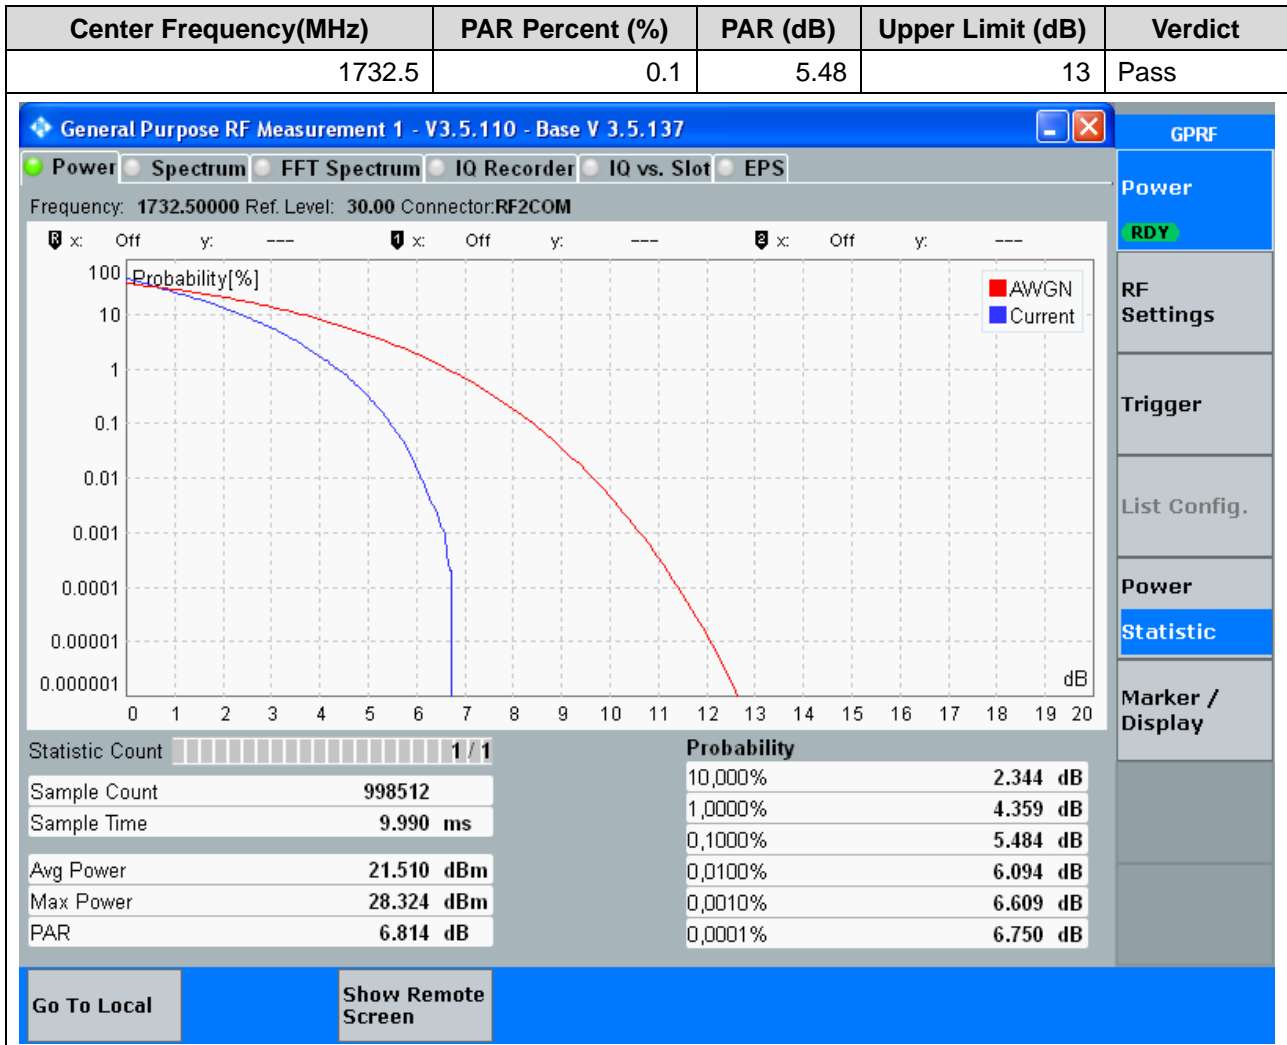 Center Frequency(MHz) PAR Percent (%) PAR (dB) Upper Limit (dB) Verdict
1732.5 0.1 5.48 13 Pass
General Purpose RF Measurement 1 - V3.5.110 - Base V 3.5.137
GPRF
Power Spectrum FFT Spectrum IQ Recorder IQ vs. Slot EPS
Power
RDY
Frequency: 1732.50000 Ref. Level: 30.00 Connector:RF2COM
R x: Off y: --- 1 x: Off y: --- 2 x: Off y: ---
Probability[%]
AWGN
Current
100
10
1
0.1
0.01
0.001
0.0001
0.00001
0.000001
dB
0 1 2 3 4 5 6 7 8 9 10 11 12 13 14 15 16 17 18 19 20
RF
Settings
Trigger
List Config.
Power
Statistic
Marker /
Display
Statistic Count 1 / 1
Sample Count 998512
Sample Time 9.990 ms
Avg Power 21.510 dBm
Max Power 28.324 dBm
PAR 6.814 dB
Probability
10,000% 2.344 dB
1,0000% 4.359 dB
0,1000% 5.484 dB
0,0100% 6.094 dB
0,0010% 6.609 dB
0,0001% 6.750 dB
Go To Local
Show Remote
Screen